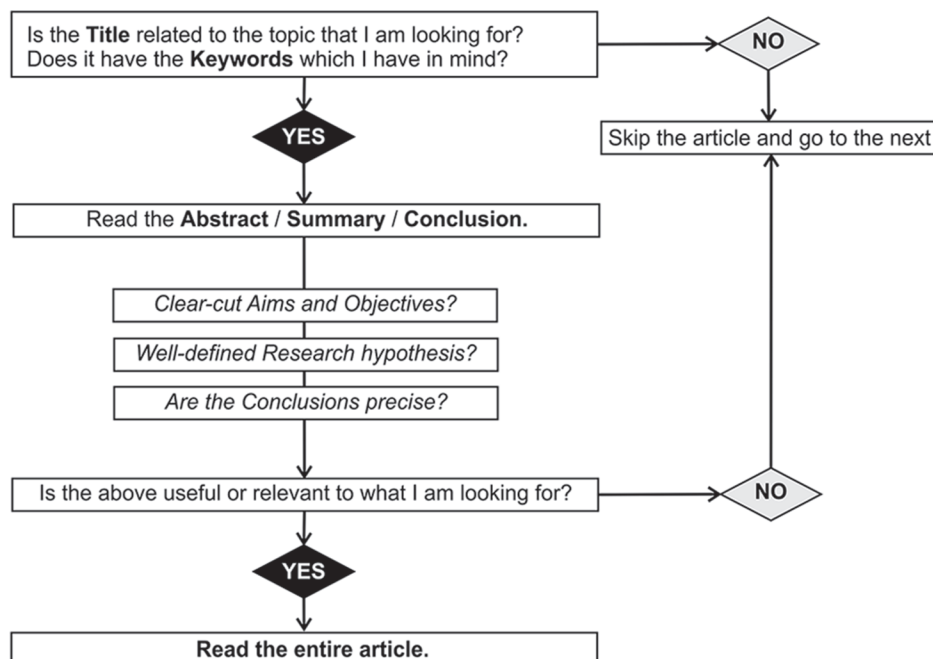 Is the Title related to the topic that I am looking for?
Does it have the Keywords which I have in mind?
NO
YES
Skip the article and go to the next
Read the Abstract / Summary / Conclusion.
Clear-cut Aims and Objectives?
Well-defined Research hypothesis?
Are the Conclusions precise?
Is the above useful or relevant to what I am looking for?
NO
YES
Read the entire article.